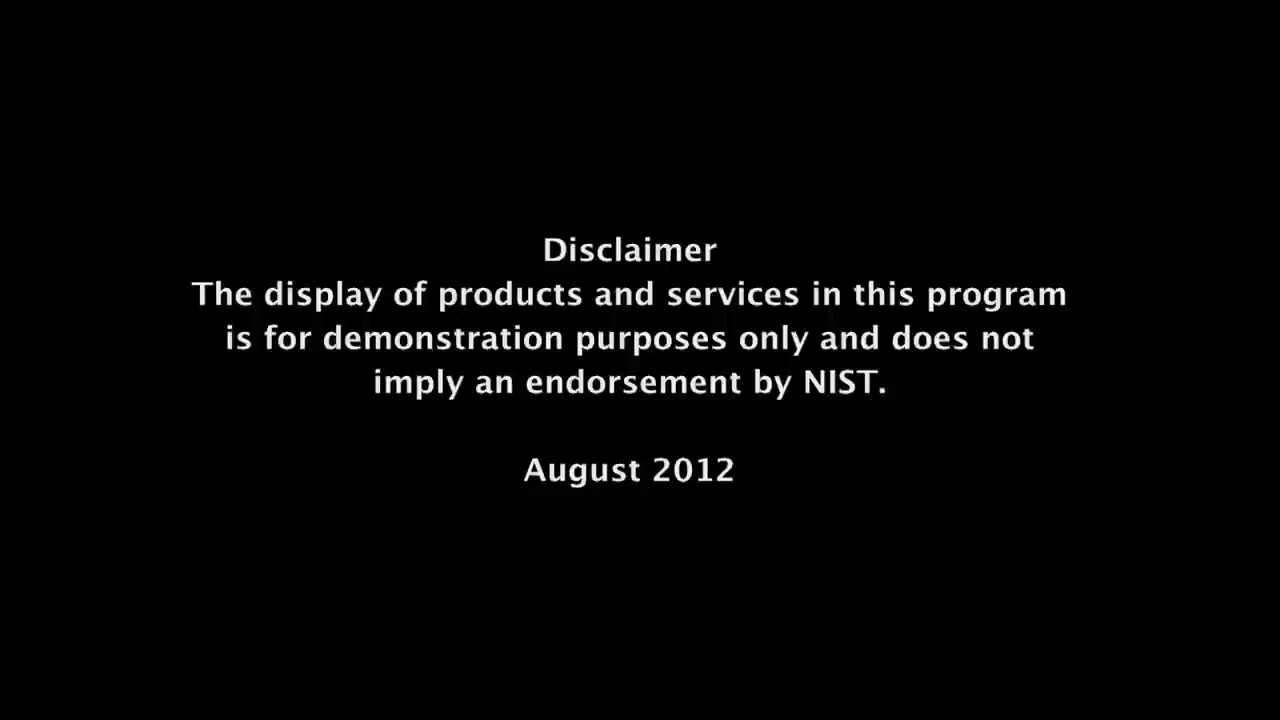 Disclaimer
The display of products and services in this program
is for demonstration purposes only and does not
imply an endorsement by NIST.
August 2012